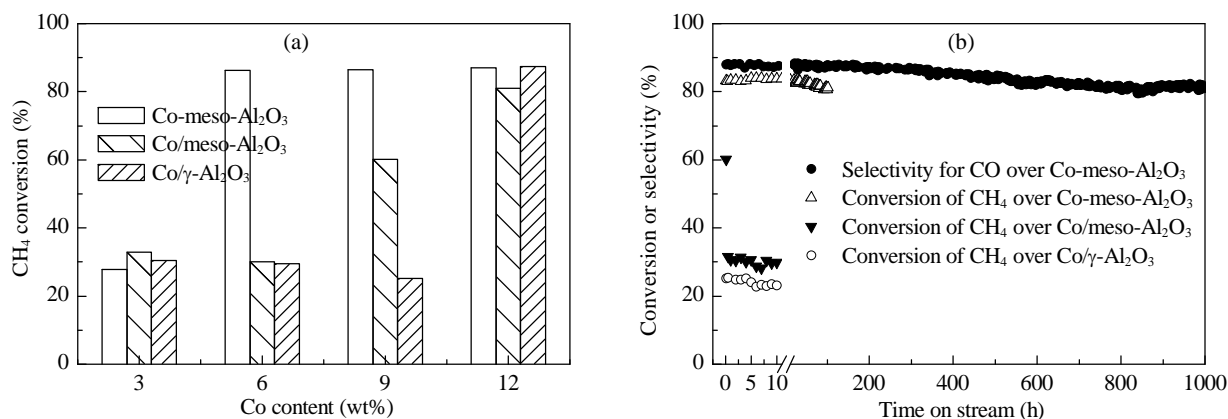 (a)
CH₄ conversion (%)
100
80
60
40
20
0
Co-meso-Al₂O₃
Co/meso-Al₂O₃
Co/γ-Al₂O₃
3 6 9 12
Co content (wt%)
(b)
Conversion or selectivity (%)
100
80
60
40
20
0
Selectivity for CO over Co-meso-Al₂O₃
Conversion of CH₄ over Co-meso-Al₂O₃
Conversion of CH₄ over Co/meso-Al₂O₃
Conversion of CH₄ over Co/γ-Al₂O₃
0 5 10 200 400 600 800 1000
Time on stream (h)